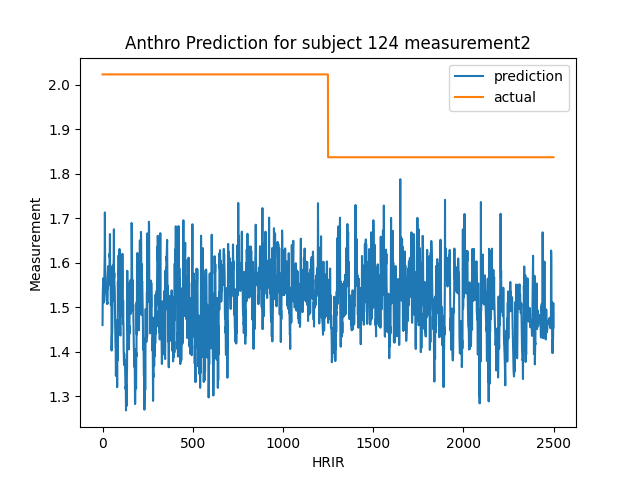 Anthro Prediction for subject 124 measurement2
prediction
actual
2.0
1.9
1.8
1.7
1.6
1.5
1.4
1.3
Measurement
0 500 1000 1500 2000 2500
HRIR